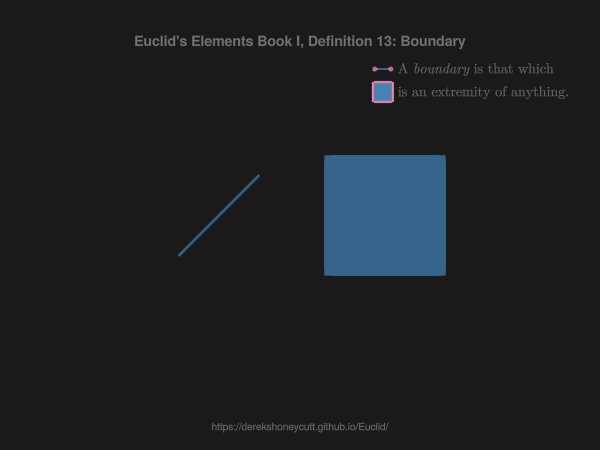 Euclid's Elements Book I, Definition 13: Boundary
A boundary is that which
is an extremity of anything.
https://derekshoneycutt.github.io/Euclid/